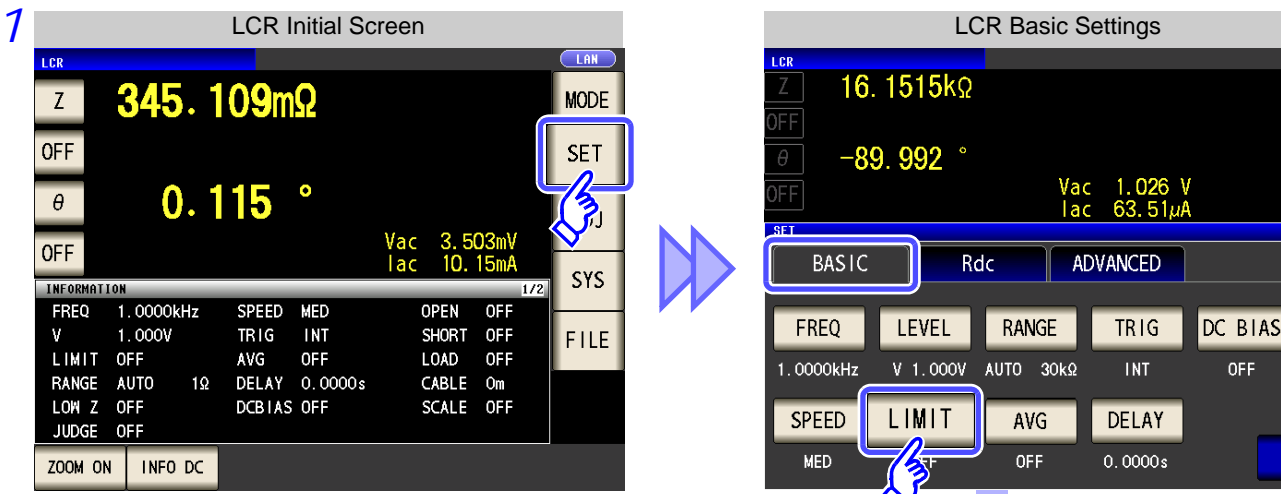 1
LCR Initial Screen
LCR
LAN
Z
345.109mΩ
MODE
OFF
SET
θ
0.115 °
OFF
Vac 3.503mV
Iac 10.15mA
SYS
INFORMATION 1/2
FREQ 1.0000kHz SPEED MED OPEN OFF
V 1.000V TRIG INT SHORT OFF
FILE
LIMIT OFF AVG OFF LOAD OFF
RANGE AUTO 1Ω DELAY 0.0000s CABLE 0m
LOW Z OFF DCBIAS OFF SCALE OFF
JUDGE OFF
ZOOM ON INFO DC
LCR Basic Settings
LCR
Z 16.1515kΩ
OFF
θ -89.992 °
OFF
Vac 1.026 V
Iac 63.51μA
SET
BASIC Rdc ADVANCED
FREQ LEVEL RANGE TRIG DC BIAS
1.0000kHz V 1.000V AUTO 30kΩ INT OFF
SPEED LIMIT AVG DELAY
MED OFF 0.0000s